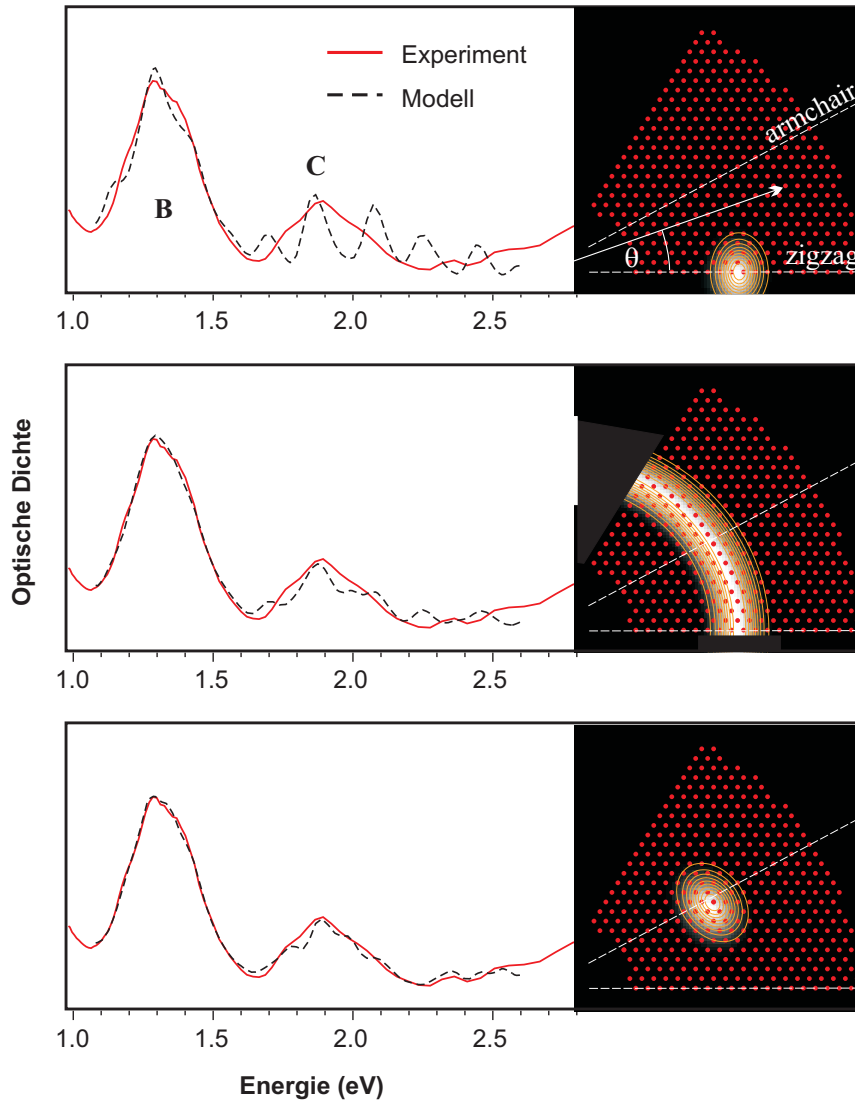 Experiment
Modell
B
C
armchair
θ
zigzag
1.0 1.5 2.0 2.5
Optische Dichte
1.0 1.5 2.0 2.5
1.0 1.5 2.0 2.5
Energie (eV)